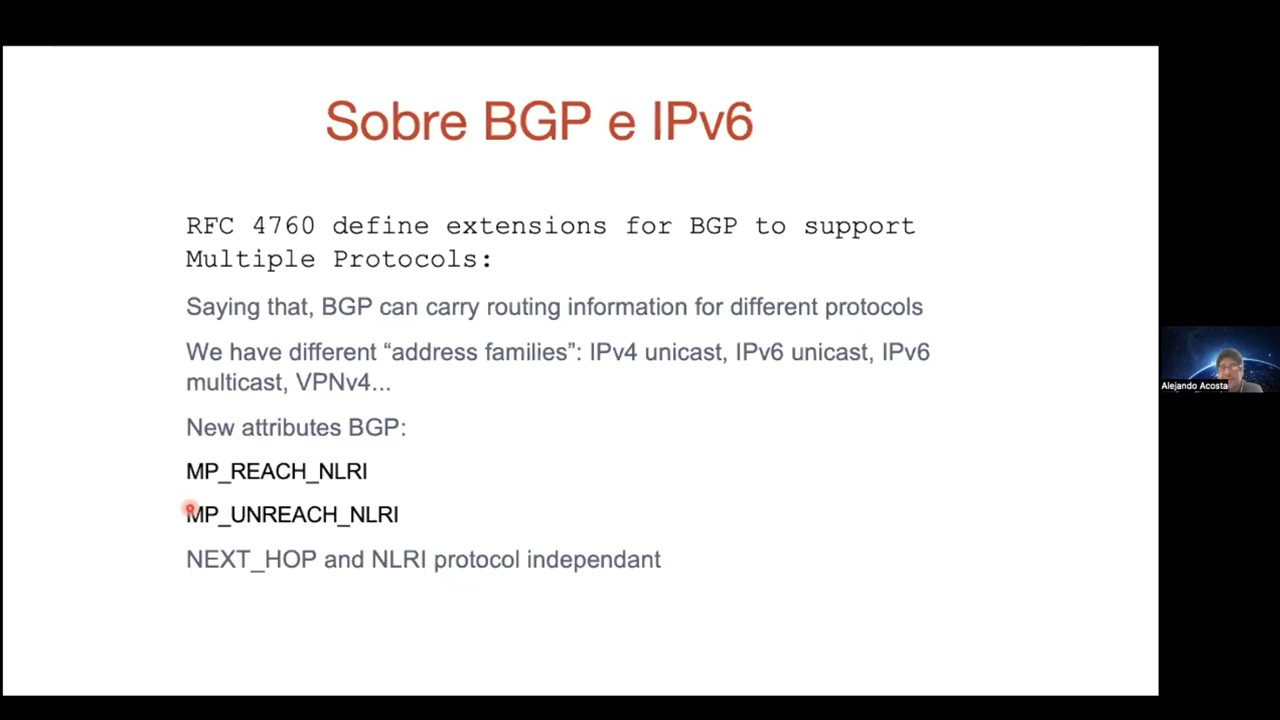 Sobre BGP e IPv6
RFC 4760 define extensions for BGP to support
Multiple Protocols:
Saying that, BGP can carry routing information for different protocols
We have different “address families”: IPv4 unicast, IPv6 unicast, IPv6
multicast, VPNv4...
New attributes BGP:
MP_REACH_NLRI
MP_UNREACH_NLRI
NEXT_HOP and NLRI protocol independant
Alejando Acosta